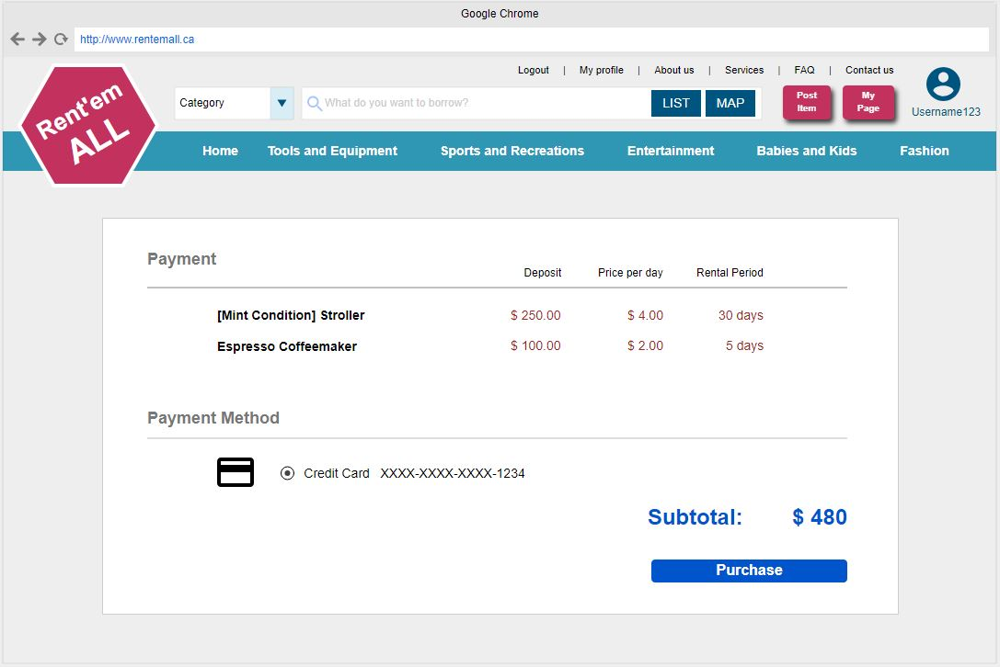 Google Chrome
http://www.rentemall.ca
Logout | My profile | About us | Services | FAQ | Contact us
Rent'em
ALL
Category
What do you want to borrow?
LIST
MAP
Post
Item
My
Page
Username123
Home Tools and Equipment Sports and Recreations Entertainment Babies and Kids Fashion
Payment
Deposit Price per day Rental Period
[Mint Condition] Stroller $ 250.00 $ 4.00 30 days
Espresso Coffeemaker $ 100.00 $ 2.00 5 days
Payment Method
Credit Card XXXX-XXXX-XXXX-1234
Subtotal: $ 480
Purchase